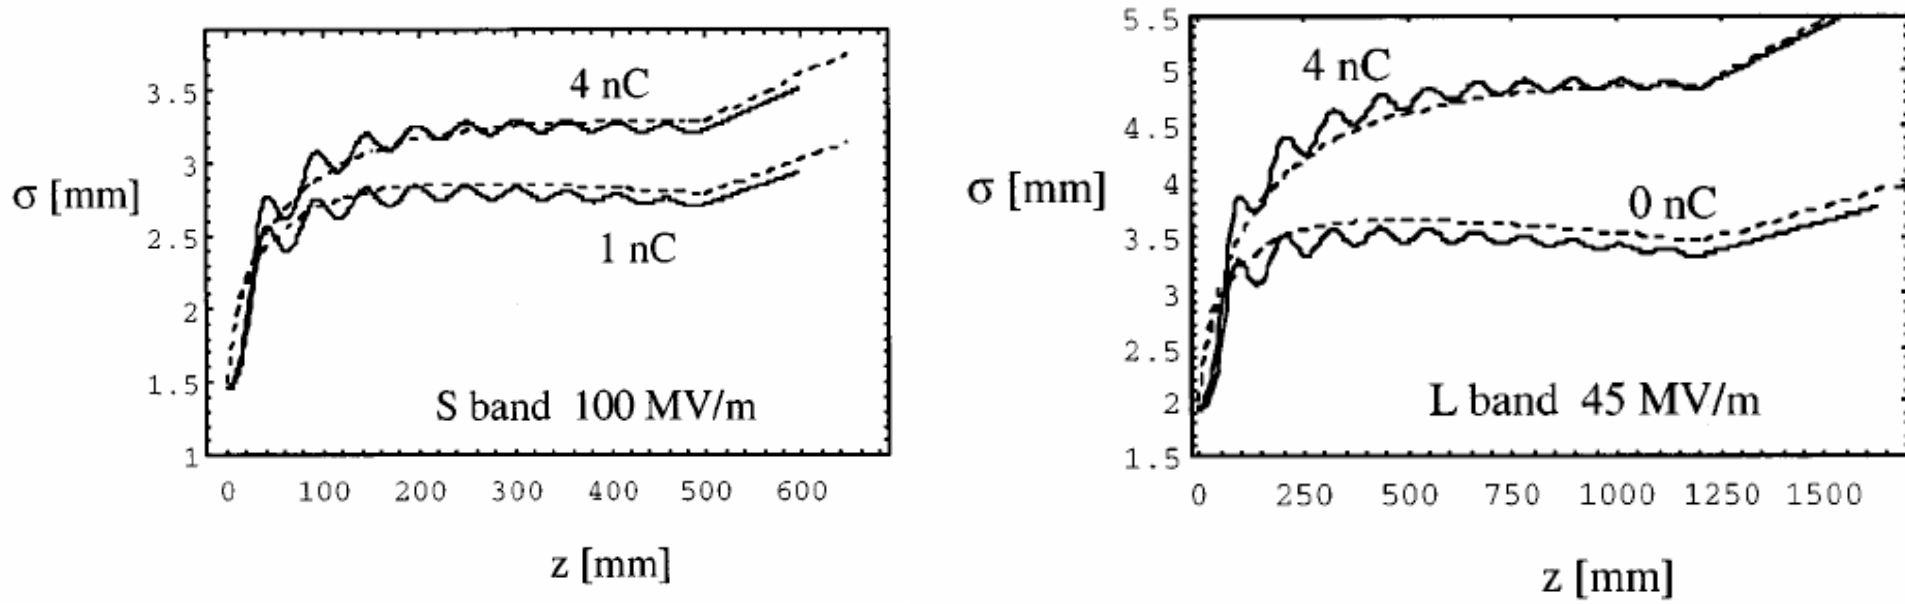 4 nC
3.5
3
σ [mm]
2.5
1 nC
2
1.5
S band 100 MV/m
1
0 100 200 300 400 500 600
z [mm]
5.5
4 nC
5
4.5
σ [mm]
4
0 nC
3.5
3
2.5
2
L band 45 MV/m
1.5
0 250 500 750 1000 1250 1500
z [mm]